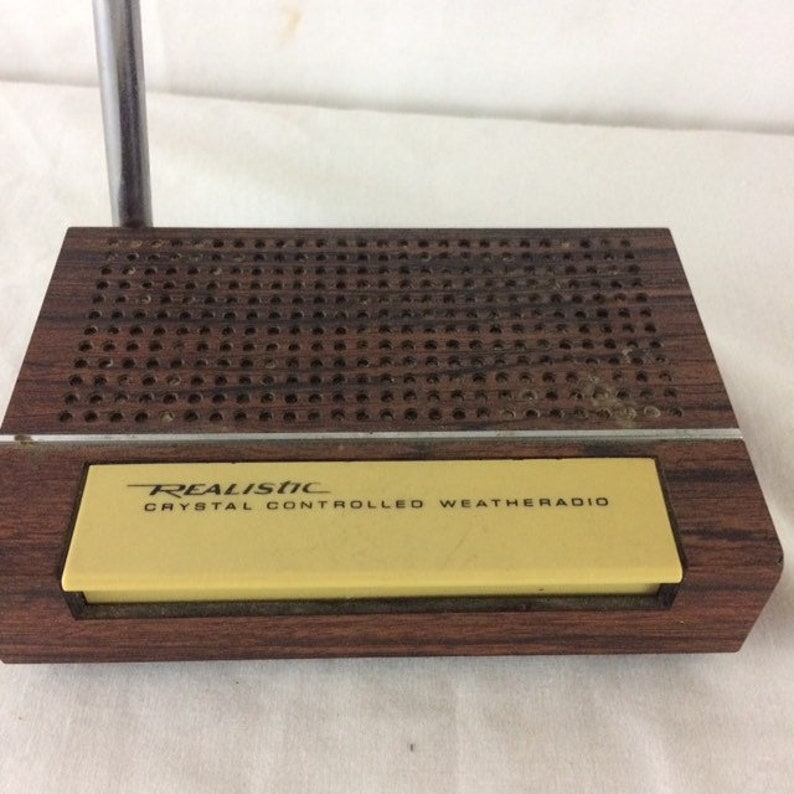 REALISTIC
CRYSTAL CONTROLLED WEATHERADIO